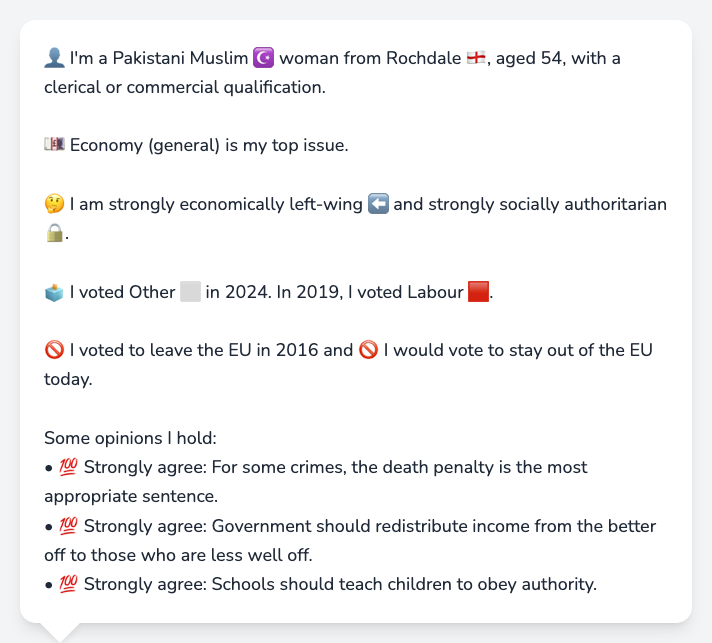 👤 I'm a Pakistani Muslim ☪️ woman from Rochdale 🏴󠁧󠁢󠁥󠁮󠁧󠁿, aged 54, with a
clerical or commercial qualification.
💷 Economy (general) is my top issue.
🤔 I am strongly economically left-wing ⬅️ and strongly socially authoritarian
🔒.
🗳️ I voted Other ⬜ in 2024. In 2019, I voted Labour 🟥.
🚫 I voted to leave the EU in 2016 and 🚫 I would vote to stay out of the EU
today.
Some opinions I hold:
• 💯 Strongly agree: For some crimes, the death penalty is the most
appropriate sentence.
• 💯 Strongly agree: Government should redistribute income from the better
off to those who are less well off.
• 💯 Strongly agree: Schools should teach children to obey authority.